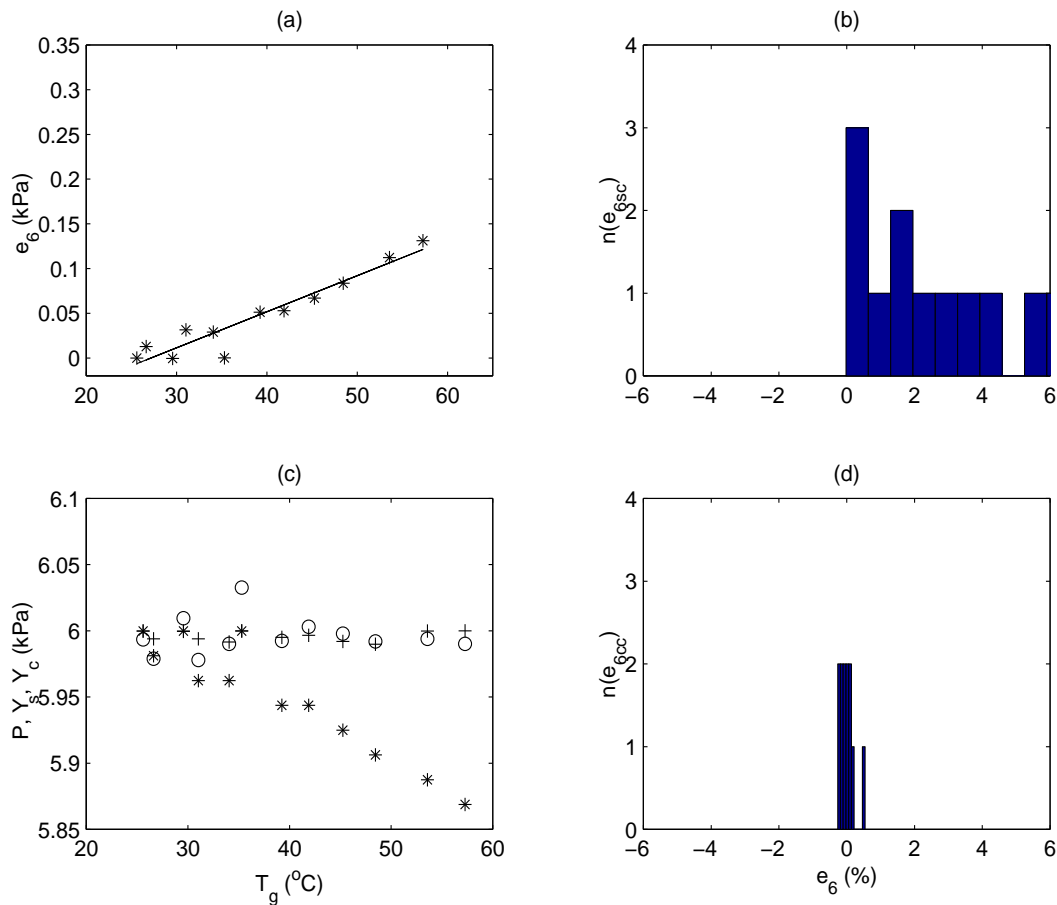 (a)
0.35
0.3
0.25
0.2
0.15
0.1
0.05
0
e6 (kPa)
20 30 40 50 60
(b)
4
3
2
1
0
n(e6sc)
−6 −4 −2 0 2 4 6
(c)
6.1
6.05
6
5.95
5.9
5.85
P, Ys, Yc (kPa)
20 30 40 50 60
Tg (oC)
(d)
4
3
2
1
0
n(e6cc)
−6 −4 −2 0 2 4 6
e6 (%)